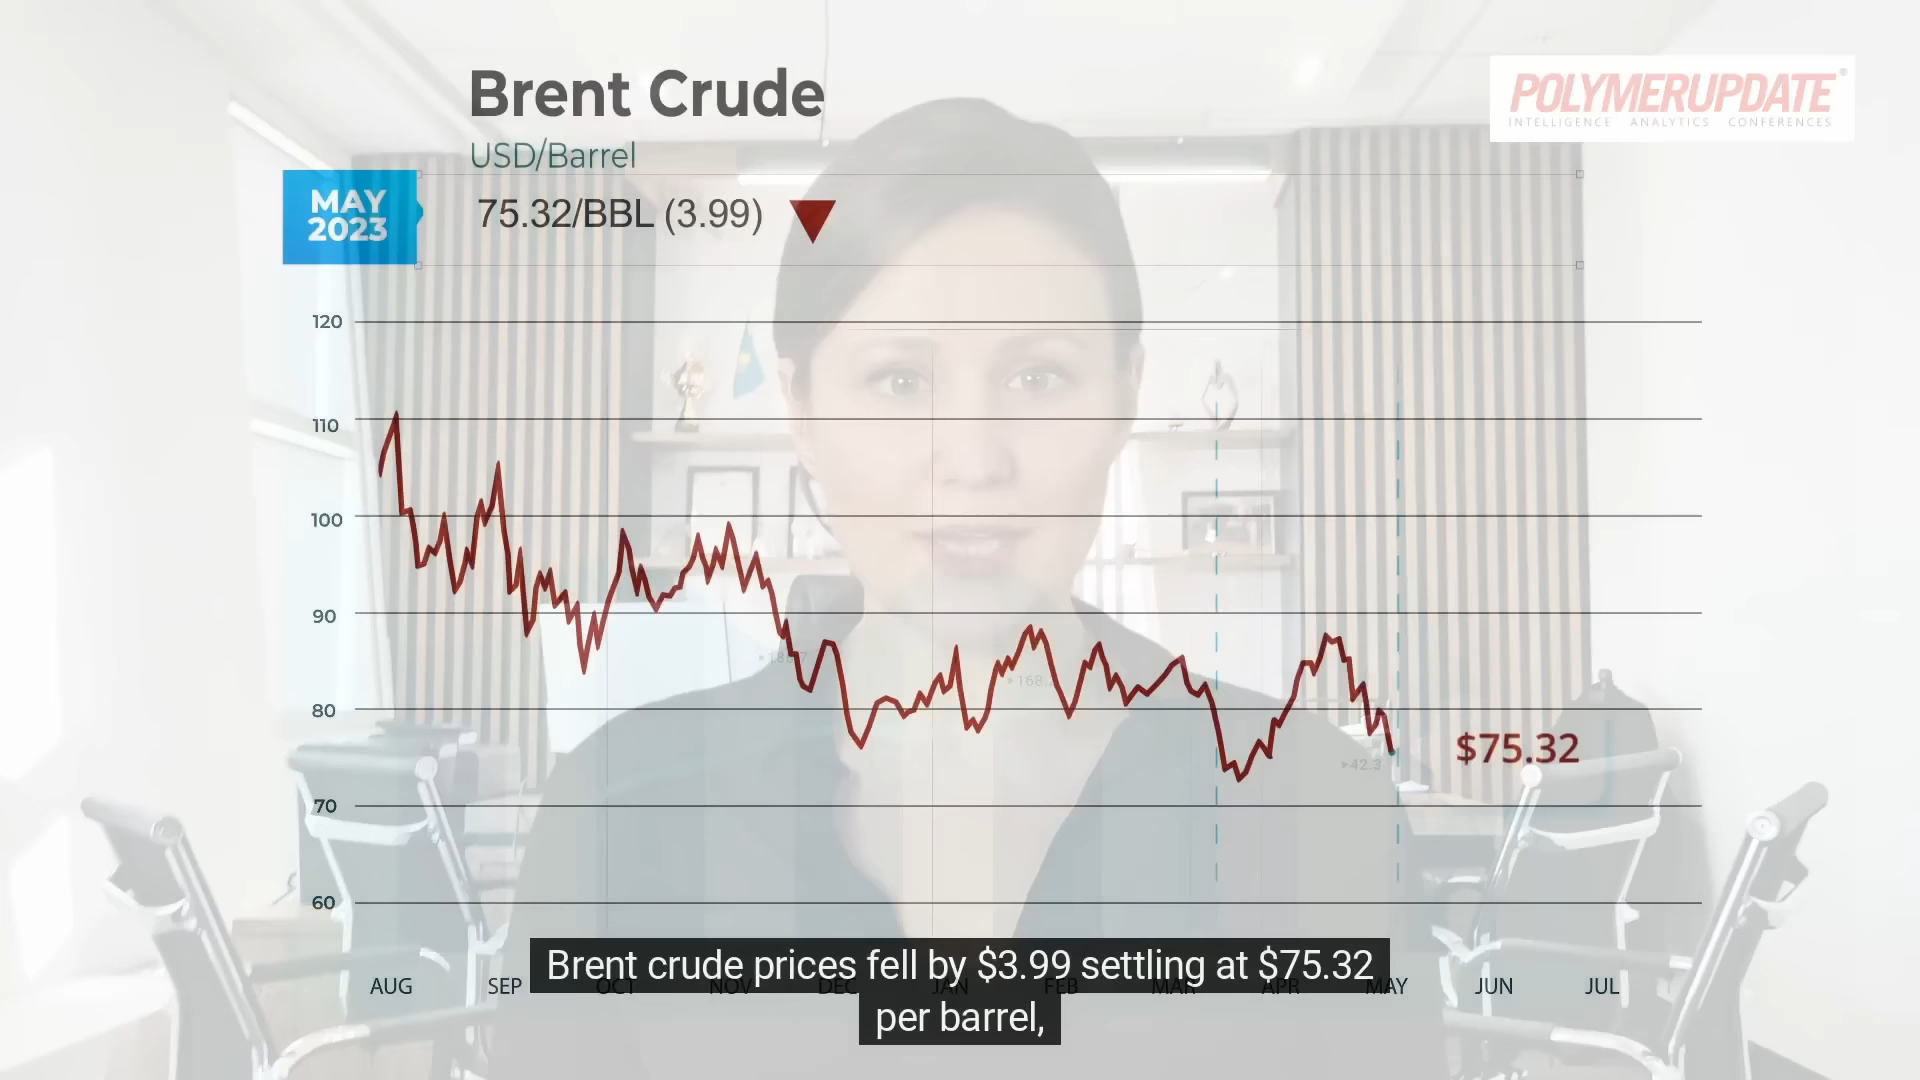 Brent Crude
USD/Barrel
MAY
2023
75.32/BBL (3.99)
POLYMERUPDATE®
INTELLIGENCE ANALYTICS CONFERENCES
120
110
100
90
80
70
60
$75.32
42.3
AUG SEP OCT NOV DEC JAN FEB MAR APR MAY JUN JUL
Brent crude prices fell by $3.99 settling at $75.32
per barrel,